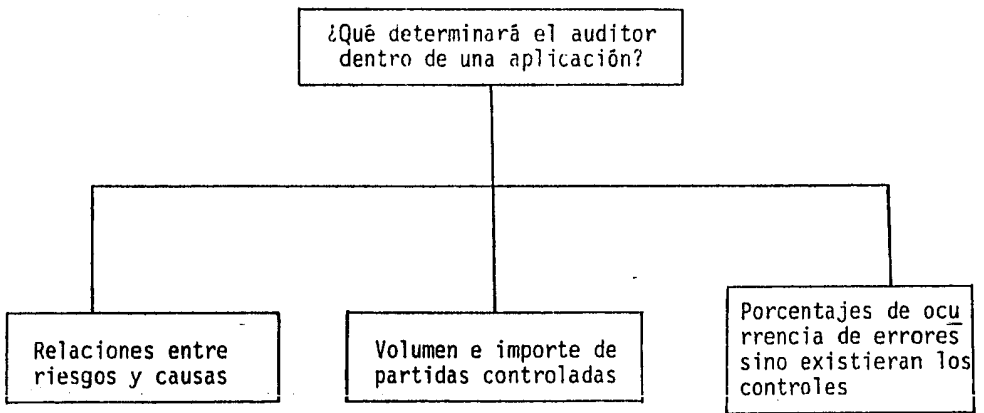 ¿Qué determinará el auditor
dentro de una aplicación?
Relaciones entre
riesgos y causas
Volumen e importe de
partidas controladas
Porcentajes de ocu
rrencia de errores
sino existieran los
controles